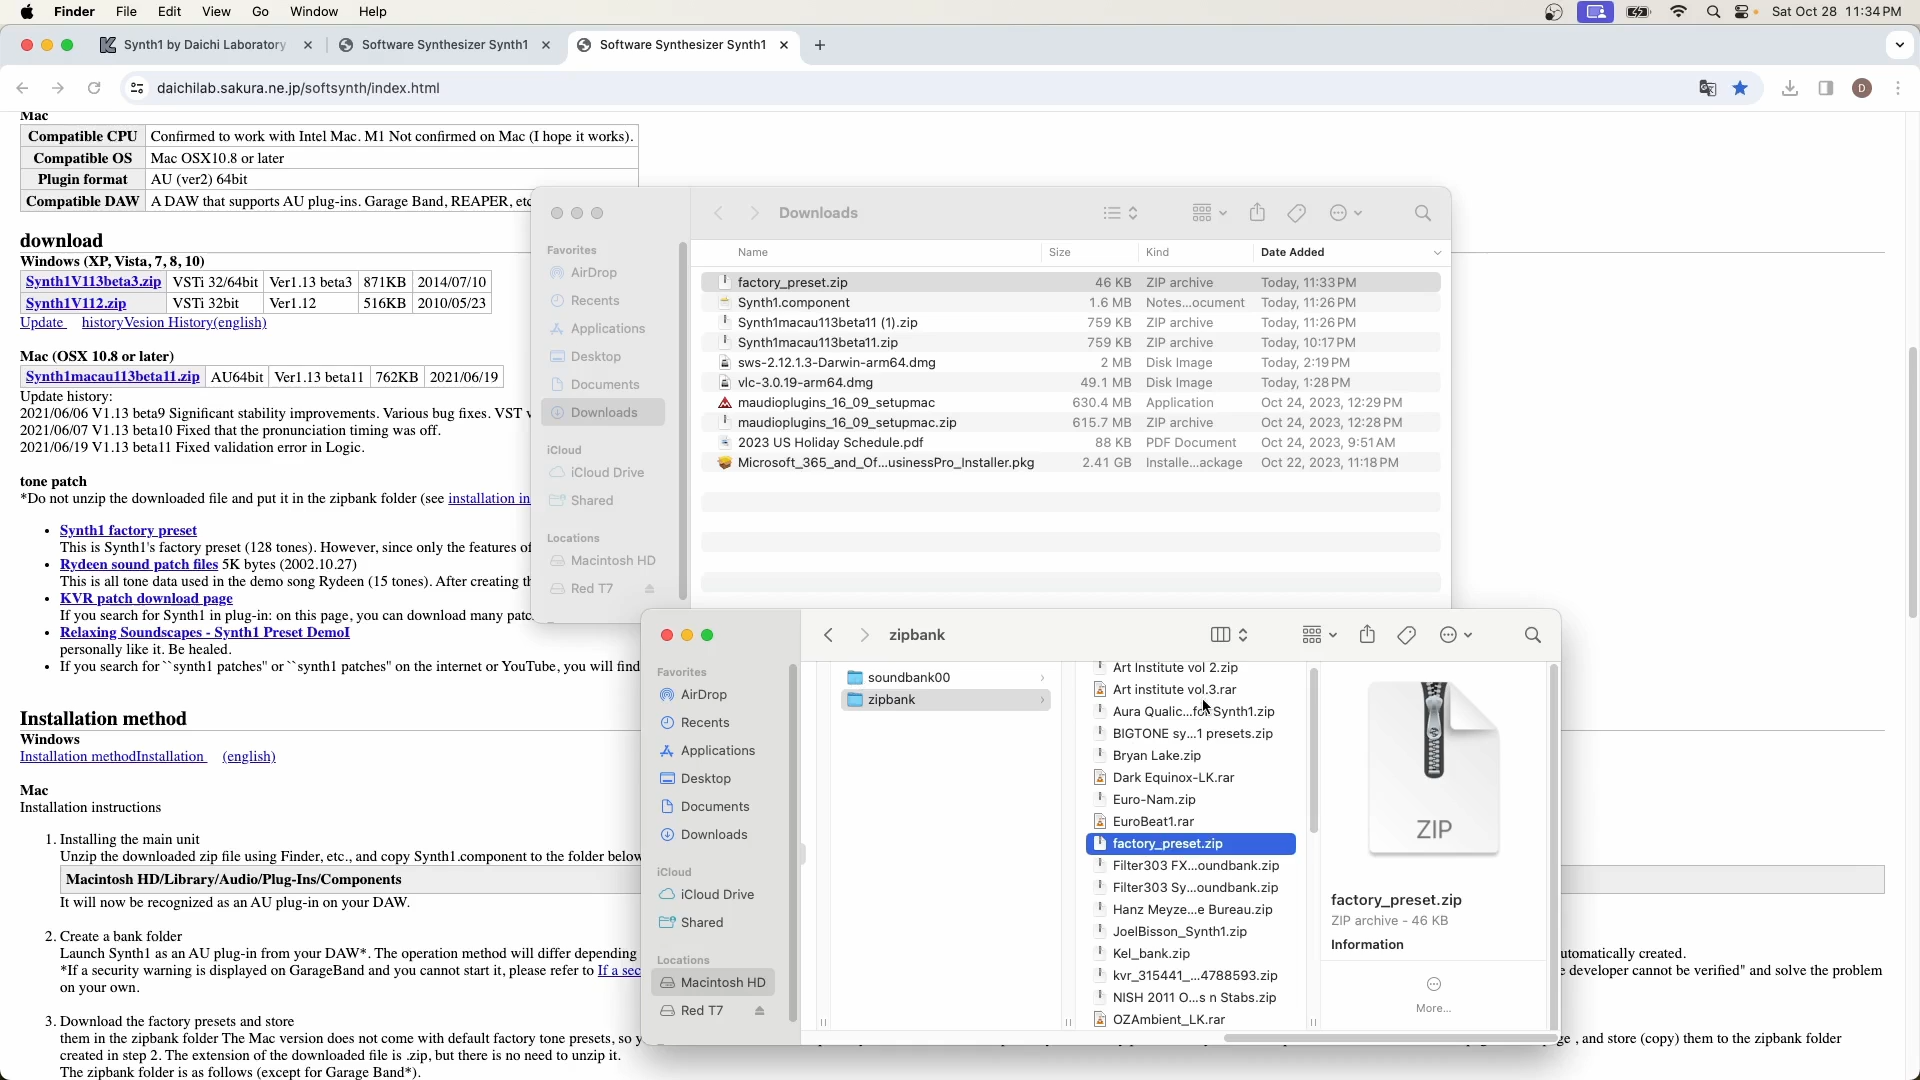 Finder File Edit View Go Window Help Sat Oct 28 11:34 PM
Synth1 by Daichi Laboratory Software Synthesizer Synth1 Software Synthesizer Synth1
daichilab.sakura.ne.jp/softsynth/index.html D
Mac
Compatible CPU Confirmed to work with Intel Mac. M1 Not confirmed on Mac (I hope it works).
Compatible OS Mac OSX10.8 or later
Plugin format AU (ver2) 64bit
Compatible DAW A DAW that supports AU plug-ins. Garage Band, REAPER, etc
download
Windows (XP, Vista, 7, 8, 10)
Synth1V113beta3.zip VSTi 32/64bit Ver1.13 beta3 871KB 2014/07/10
Synth1V112.zip VSTi 32bit Ver1.12 516KB 2010/05/23
Update historyVesion History(english)
Mac (OSX 10.8 or later)
Synth1macau113beta11.zip AU64bit Ver1.13 beta11 762KB 2021/06/19
Update history:
2021/06/06 V1.13 beta9 Significant stability improvements. Various bug fixes. VST v
2021/06/07 V1.13 beta10 Fixed that the pronunciation timing was off.
2021/06/19 V1.13 beta11 Fixed validation error in Logic.
tone patch
*Do not unzip the downloaded file and put it in the zipbank folder (see installation in
• Synth1 factory preset
This is Synth1's factory preset (128 tones). However, since only the features of
• Rydeen sound patch files 5K bytes (2002.10.27)
This is all tone data used in the demo song Rydeen (15 tones). After creating th
• KVR patch download page
If you search for Synth1 in plug-in: on this page, you can download many patc
• Relaxing Soundscapes - Synth1 Preset DemoI
personally like it. Be healed.
• If you search for ``synth1 patches" or ``synth1 patches" on the internet or YouTube, you will find
Installation method
Windows
Installation methodInstallation (english)
Mac
Installation instructions
1. Installing the main unit
Unzip the downloaded zip file using Finder, etc., and copy Synth1.component to the folder below
Macintosh HD/Library/Audio/Plug-Ins/Components
It will now be recognized as an AU plug-in on your DAW.
2. Create a bank folder
Launch Synth1 as an AU plug-in from your DAW*. The operation method will differ depending utomatically created.
*If a security warning is displayed on GarageBand and you cannot start it, please refer to If a sec e developer cannot be verified" and solve the problem
on your own.
3. Download the factory presets and store
them in the zipbank folder The Mac version does not come with default factory tone presets, so y ge , and store (copy) them to the zipbank folder
created in step 2. The extension of the downloaded file is .zip, but there is no need to unzip it.
The zipbank folder is as follows (except for Garage Band*).
Downloads
Favorites
AirDrop
Recents
Applications
Desktop
Documents
Downloads
iCloud
iCloud Drive
Shared
Locations
Macintosh HD
Red T7
Name Size Kind Date Added
factory_preset.zip 46 KB ZIP archive Today, 11:33 PM
Synth1.component 1.6 MB Notes...ocument Today, 11:26 PM
Synth1macau113beta11 (1).zip 759 KB ZIP archive Today, 11:26 PM
Synth1macau113beta11.zip 759 KB ZIP archive Today, 10:17 PM
sws-2.12.1.3-Darwin-arm64.dmg 2 MB Disk Image Today, 2:19 PM
vlc-3.0.19-arm64.dmg 49.1 MB Disk Image Today, 1:28 PM
maudioplugins_16_09_setupmac 630.4 MB Application Oct 24, 2023, 12:29 PM
maudioplugins_16_09_setupmac.zip 615.7 MB ZIP archive Oct 24, 2023, 12:28 PM
2023 US Holiday Schedule.pdf 88 KB PDF Document Oct 24, 2023, 9:51 AM
Microsoft_365_and_Of...usinessPro_Installer.pkg 2.41 GB Installe...ackage Oct 22, 2023, 11:18 PM
zipbank
Favorites
AirDrop
Recents
Applications
Desktop
Documents
Downloads
iCloud
iCloud Drive
Shared
Locations
Macintosh HD
Red T7
soundbank00
zipbank
Art Institute vol 2.zip
Art institute vol.3.rar
Aura Qualic...for Synth1.zip
BIGTONE sy...1 presets.zip
Bryan Lake.zip
Dark Equinox-LK.rar
Euro-Nam.zip
EuroBeat1.rar
factory_preset.zip
Filter303 FX...oundbank.zip
Filter303 Sy...oundbank.zip
Hanz Meyze...e Bureau.zip
JoelBisson_Synth1.zip
Kel_bank.zip
kvr_315441_...4788593.zip
NISH 2011 O...s n Stabs.zip
OZAmbient_LK.rar
ZIP
factory_preset.zip
ZIP archive - 46 KB
Information
More...